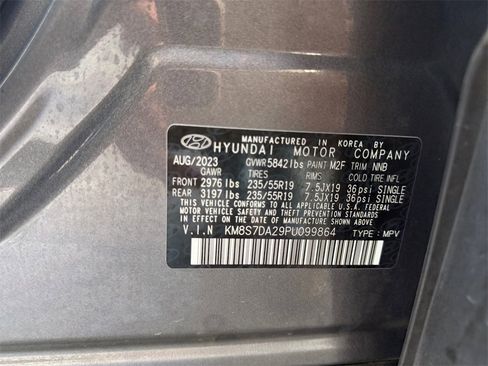 MANUFACTURED IN KOREA BY
HYUNDAI MOTOR COMPANY
AUG/2023 GVWR 5842 lbs PAINT M2F TRIM NNB
GAWR TIRES RIMS COLD TIRE INFL
FRONT 2976 lbs 235/55R19 7.5JX19 36psi SINGLE
REAR 3197 lbs 235/55R19 7.5JX19 36psi SINGLE
THIS VEHICLE CONFORMS TO ALL APPLICABLE U.S.A. FEDERAL
MOTOR VEHICLE SAFETY AND BUMPER STANDARDS
IN EFFECT ON THE DATE OF MANUFACTURE SHOWN ABOVE.
V.I.N KM8S7DA29PU099864 TYPE: MPV